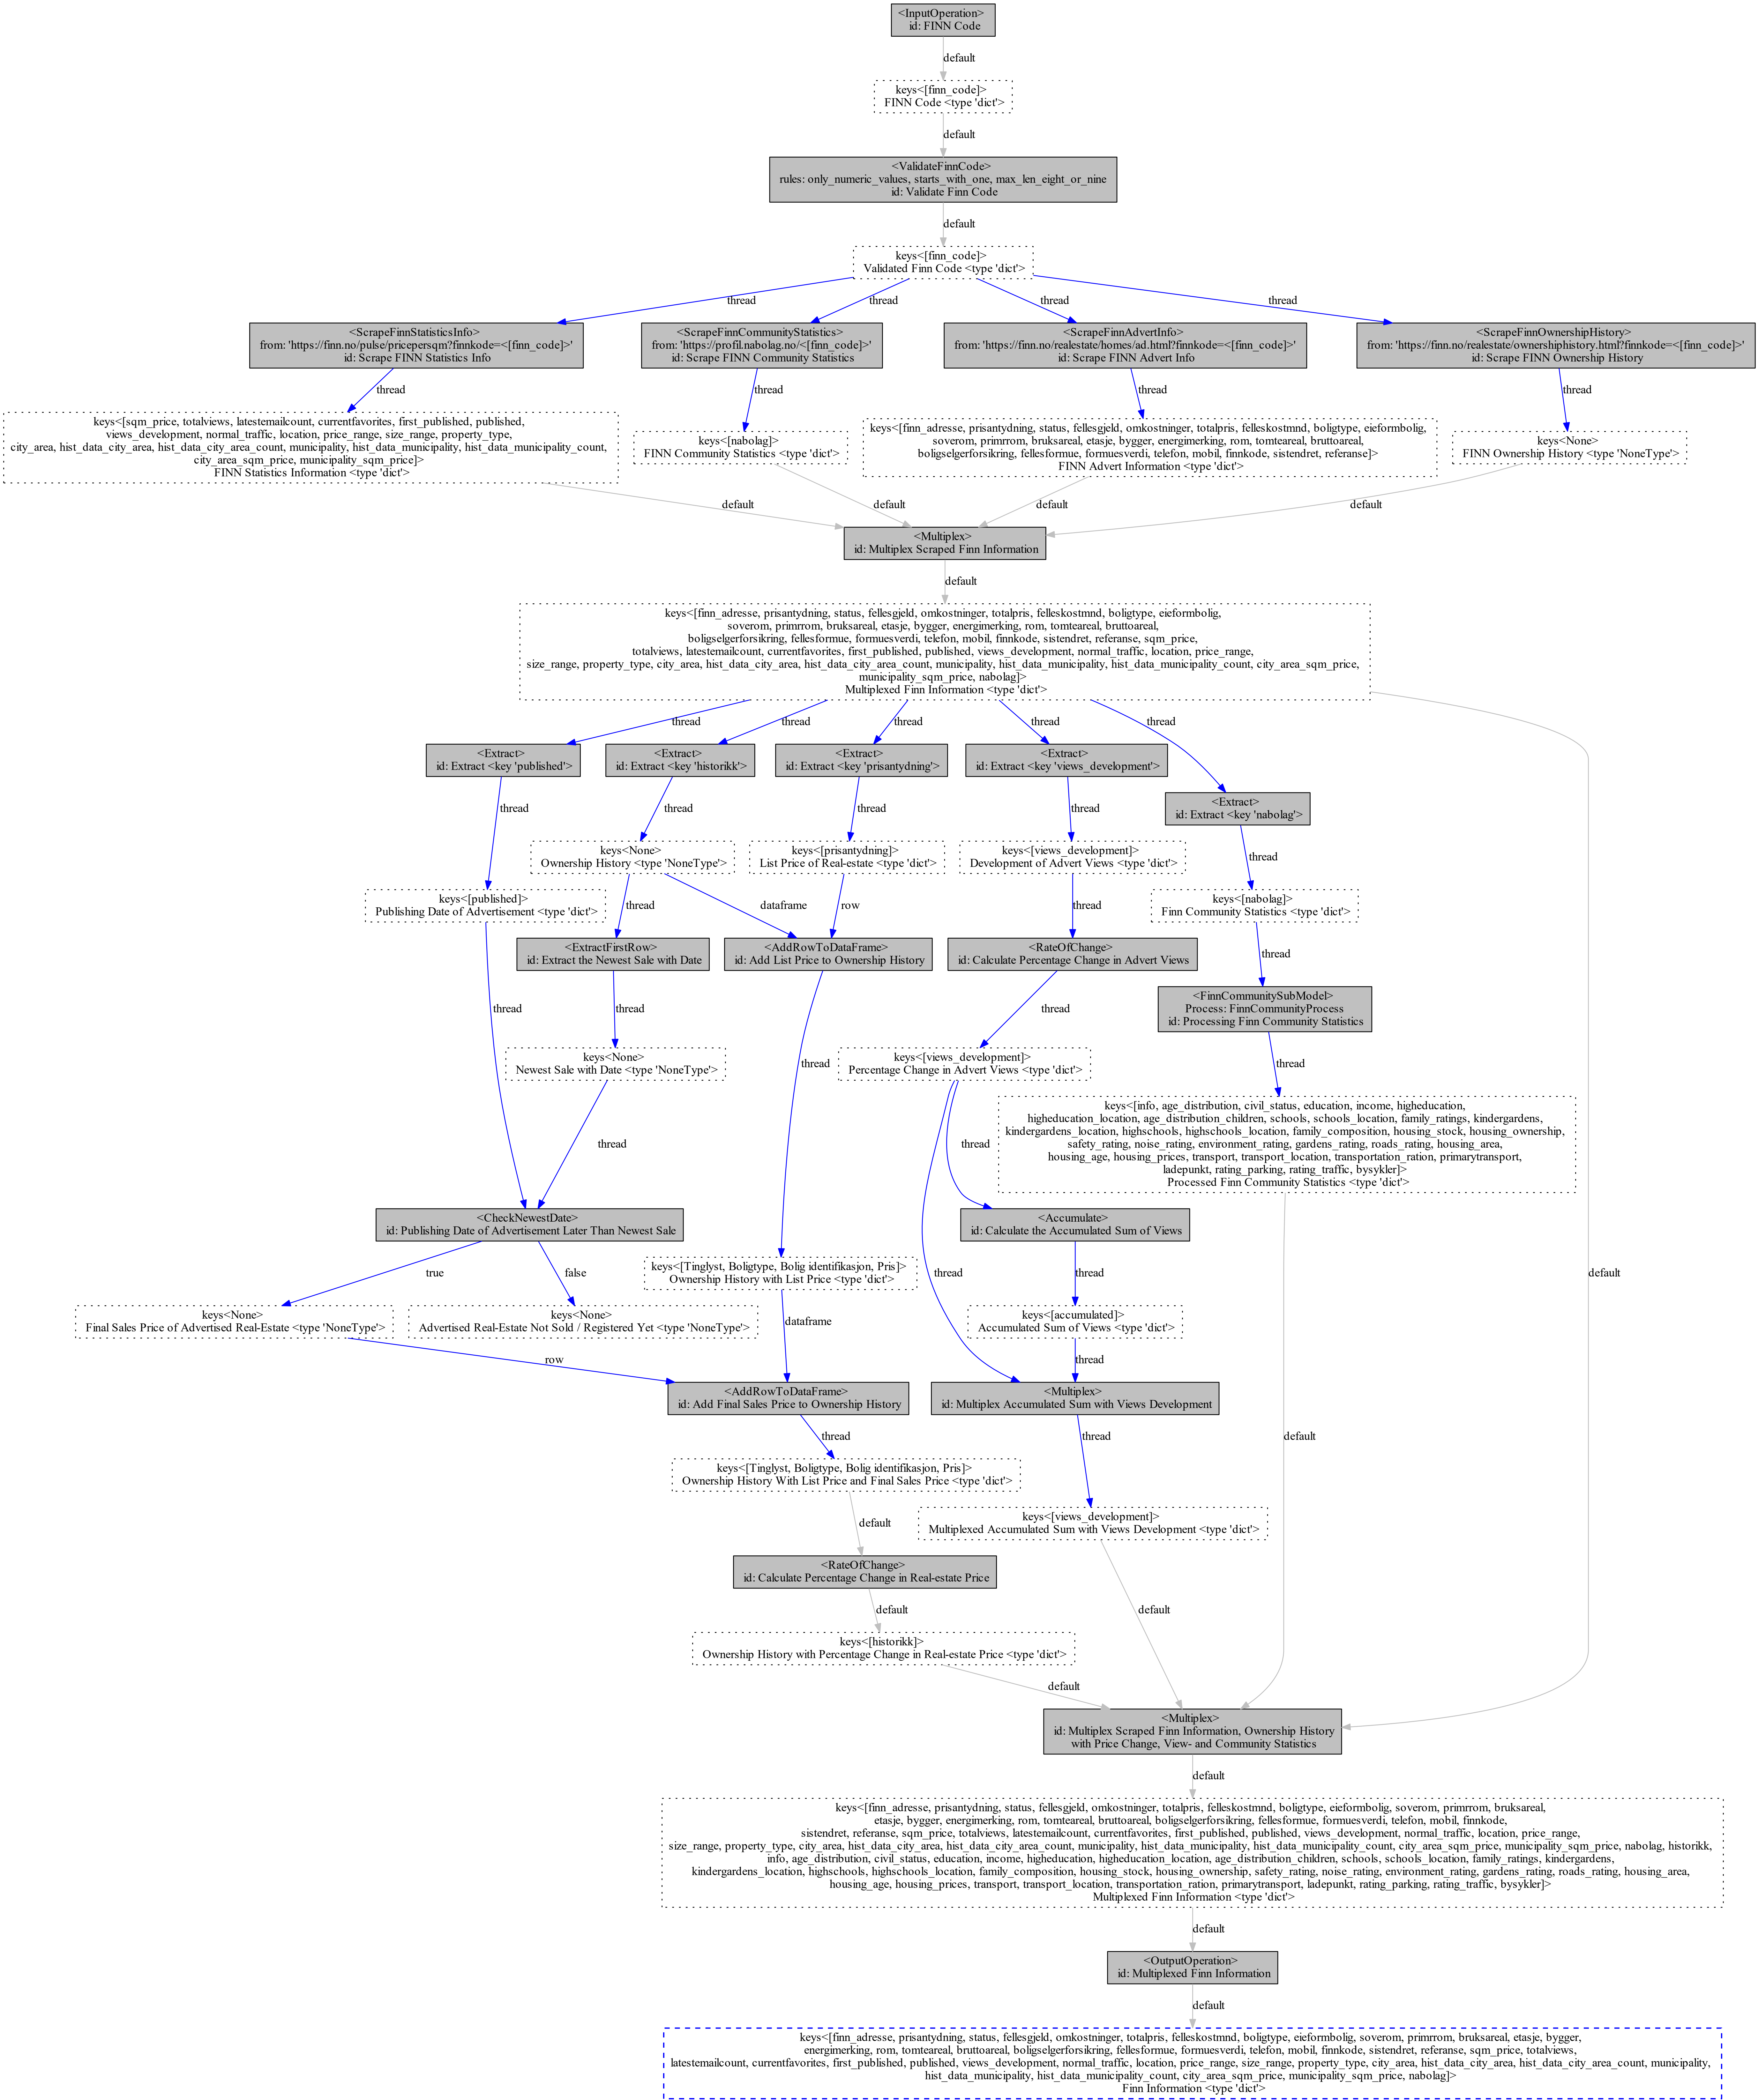 <InputOperation>
id: FINN Code
default
keys<[finn_code]>
FINN Code <type 'dict'>
default
<ValidateFinnCode>
rules: only_numeric_values, starts_with_one, max_len_eight_or_nine
id: Validate Finn Code
default
keys<[finn_code]>
Validated Finn Code <type 'dict'>
thread
thread
thread
thread
<ScrapeFinnStatisticsInfo>
from: 'https://finn.no/pulse/pricepersqm?finnkode=<[finn_code]>'
id: Scrape FINN Statistics Info
<ScrapeFinnCommunityStatistics>
from: 'https://profil.nabolag.no/<[finn_code]>'
id: Scrape FINN Community Statistics
<ScrapeFinnAdvertInfo>
from: 'https://finn.no/realestate/homes/ad.html?finnkode=<[finn_code]>'
id: Scrape FINN Advert Info
<ScrapeFinnOwnershipHistory>
from: 'https://finn.no/realestate/ownershiphistory.html?finnkode=<[finn_code]>'
id: Scrape FINN Ownership History
thread
thread
thread
thread
keys<[sqm_price, totalviews, latestemailcount, currentfavorites, first_published, published,
views_development, normal_traffic, location, price_range, size_range, property_type,
city_area, hist_data_city_area, hist_data_city_area_count, municipality, hist_data_municipality, hist_data_municipality_count,
city_area_sqm_price, municipality_sqm_price]>
FINN Statistics Information <type 'dict'>
keys<[nabolag]>
FINN Community Statistics <type 'dict'>
keys<[finn_adresse, prisantydning, status, fellesgjeld, omkostninger, totalpris, felleskostmnd, boligtype, eieformbolig,
soverom, primrrom, bruksareal, etasje, bygger, energimerking, rom, tomteareal, bruttoareal,
boligselgerforsikring, fellesformue, formuesverdi, telefon, mobil, finnkode, sistendret, referanse]>
FINN Advert Information <type 'dict'>
keys<None>
FINN Ownership History <type 'NoneType'>
default
default
default
default
<Multiplex>
id: Multiplex Scraped Finn Information
default
keys<[finn_adresse, prisantydning, status, fellesgjeld, omkostninger, totalpris, felleskostmnd, boligtype, eieformbolig,
soverom, primrrom, bruksareal, etasje, bygger, energimerking, rom, tomteareal, bruttoareal,
boligselgerforsikring, fellesformue, formuesverdi, telefon, mobil, finnkode, sistendret, referanse, sqm_price,
totalviews, latestemailcount, currentfavorites, first_published, published, views_development, normal_traffic, location, price_range,
size_range, property_type, city_area, hist_data_city_area, hist_data_city_area_count, municipality, hist_data_municipality, hist_data_municipality_count, city_area_sqm_price,
municipality_sqm_price, nabolag]>
Multiplexed Finn Information <type 'dict'>
thread
thread
thread
thread
thread
<Extract>
id: Extract <key 'published'>
<Extract>
id: Extract <key 'historikk'>
<Extract>
id: Extract <key 'prisantydning'>
<Extract>
id: Extract <key 'views_development'>
<Extract>
id: Extract <key 'nabolag'>
thread
thread
thread
thread
thread
keys<None>
Ownership History <type 'NoneType'>
keys<[prisantydning]>
List Price of Real-estate <type 'dict'>
keys<[views_development]>
Development of Advert Views <type 'dict'>
keys<[published]>
Publishing Date of Advertisement <type 'dict'>
keys<[nabolag]>
Finn Community Statistics <type 'dict'>
thread
dataframe
row
thread
thread
<ExtractFirstRow>
id: Extract the Newest Sale with Date
<AddRowToDataFrame>
id: Add List Price to Ownership History
<RateOfChange>
id: Calculate Percentage Change in Advert Views
<FinnCommunitySubModel>
Process: FinnCommunityProcess
id: Processing Finn Community Statistics
thread
thread
thread
thread
thread
keys<None>
Newest Sale with Date <type 'NoneType'>
keys<[views_development]>
Percentage Change in Advert Views <type 'dict'>
keys<[info, age_distribution, civil_status, education, income, higheducation,
higheducation_location, age_distribution_children, schools, schools_location, family_ratings, kindergardens,
kindergardens_location, highschools, highschools_location, family_composition, housing_stock, housing_ownership,
safety_rating, noise_rating, environment_rating, gardens_rating, roads_rating, housing_area,
housing_age, housing_prices, transport, transport_location, transportation_ration, primarytransport,
ladepunkt, rating_parking, rating_traffic, bysykler]>
Processed Finn Community Statistics <type 'dict'>
thread
thread
<CheckNewestDate>
id: Publishing Date of Advertisement Later Than Newest Sale
<Accumulate>
id: Calculate the Accumulated Sum of Views
true
false
keys<[Tinglyst, Boligtype, Bolig identifikasjon, Pris]>
Ownership History with List Price <type 'dict'>
thread
thread
default
keys<None>
Final Sales Price of Advertised Real-Estate <type 'NoneType'>
keys<None>
Advertised Real-Estate Not Sold / Registered Yet <type 'NoneType'>
dataframe
keys<[accumulated]>
Accumulated Sum of Views <type 'dict'>
row
thread
<AddRowToDataFrame>
id: Add Final Sales Price to Ownership History
<Multiplex>
id: Multiplex Accumulated Sum with Views Development
thread
thread
default
keys<[Tinglyst, Boligtype, Bolig identifikasjon, Pris]>
Ownership History With List Price and Final Sales Price <type 'dict'>
keys<[views_development]>
Multiplexed Accumulated Sum with Views Development <type 'dict'>
default
<RateOfChange>
id: Calculate Percentage Change in Real-estate Price
default
default
keys<[historikk]>
Ownership History with Percentage Change in Real-estate Price <type 'dict'>
default
<Multiplex>
id: Multiplex Scraped Finn Information, Ownership History
with Price Change, View- and Community Statistics
default
keys<[finn_adresse, prisantydning, status, fellesgjeld, omkostninger, totalpris, felleskostmnd, boligtype, eieformbolig, soverom, primrrom, bruksareal,
etasje, bygger, energimerking, rom, tomteareal, bruttoareal, boligselgerforsikring, fellesformue, formuesverdi, telefon, mobil, finnkode,
sistendret, referanse, sqm_price, totalviews, latestemailcount, currentfavorites, first_published, published, views_development, normal_traffic, location, price_range,
size_range, property_type, city_area, hist_data_city_area, hist_data_city_area_count, municipality, hist_data_municipality, hist_data_municipality_count, city_area_sqm_price, municipality_sqm_price, nabolag, historikk,
info, age_distribution, civil_status, education, income, higheducation, higheducation_location, age_distribution_children, schools, schools_location, family_ratings, kindergardens,
kindergardens_location, highschools, highschools_location, family_composition, housing_stock, housing_ownership, safety_rating, noise_rating, environment_rating, gardens_rating, roads_rating, housing_area,
housing_age, housing_prices, transport, transport_location, transportation_ration, primarytransport, ladepunkt, rating_parking, rating_traffic, bysykler]>
Multiplexed Finn Information <type 'dict'>
default
<OutputOperation>
id: Multiplexed Finn Information
default
keys<[finn_adresse, prisantydning, status, fellesgjeld, omkostninger, totalpris, felleskostmnd, boligtype, eieformbolig, soverom, primrrom, bruksareal, etasje, bygger,
energimerking, rom, tomteareal, bruttoareal, boligselgerforsikring, fellesformue, formuesverdi, telefon, mobil, finnkode, sistendret, referanse, sqm_price, totalviews,
latestemailcount, currentfavorites, first_published, published, views_development, normal_traffic, location, price_range, size_range, property_type, city_area, hist_data_city_area, hist_data_city_area_count, municipality,
hist_data_municipality, hist_data_municipality_count, city_area_sqm_price, municipality_sqm_price, nabolag]>
Finn Information <type 'dict'>